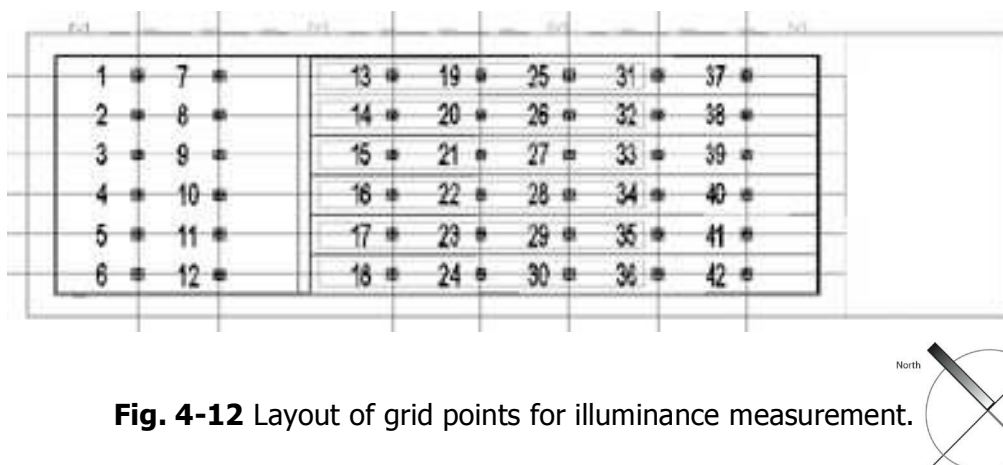 1 7 13 19 25 31 37
2 8 14 20 26 32 38
3 9 15 21 27 33 39
4 10 16 22 28 34 40
5 11 17 23 29 35 41
6 12 18 24 30 36 42
North
Fig. 4-12 Layout of grid points for illuminance measurement.